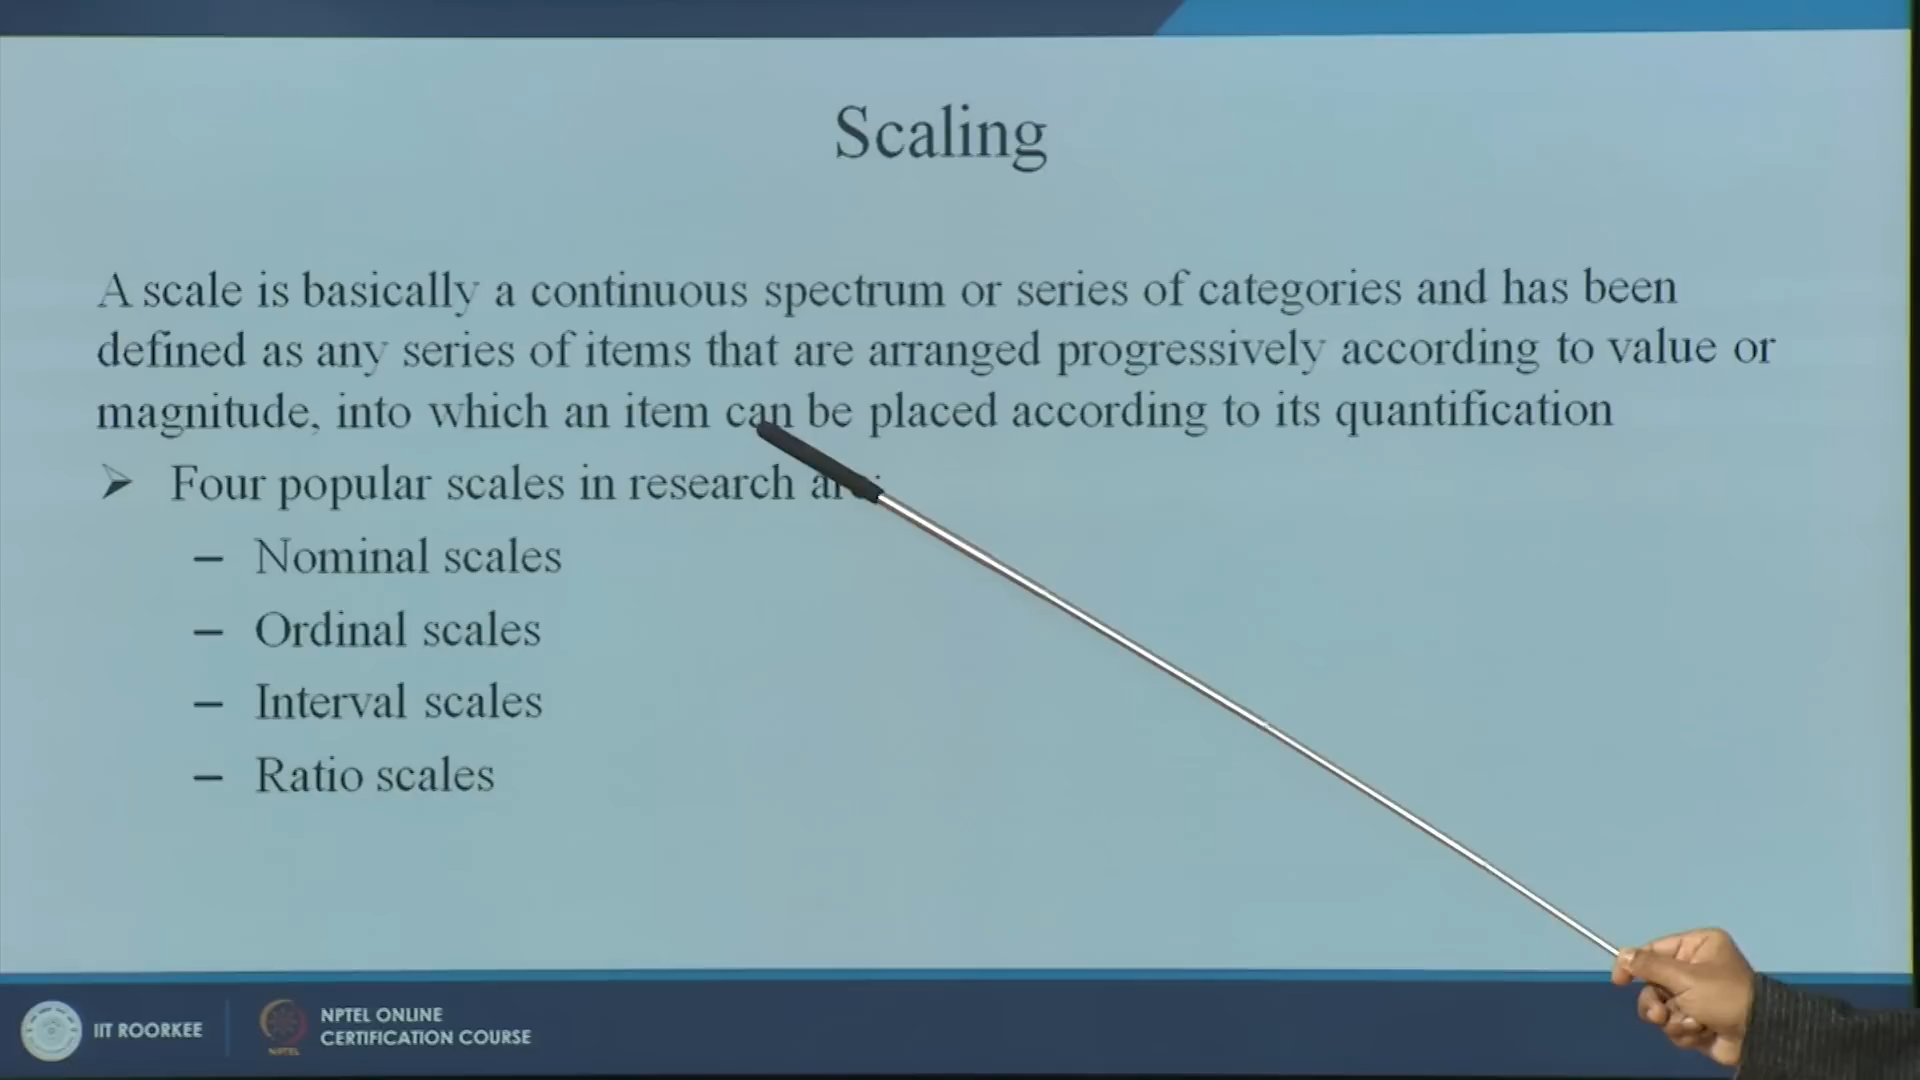 Scaling
A scale is basically a continuous spectrum or series of categories and has been
defined as any series of items that are arranged progressively according to value or
magnitude, into which an item can be placed according to its quantification
➢ Four popular scales in research are:
– Nominal scales
– Ordinal scales
– Interval scales
– Ratio scales
IIT ROORKEE
NPTEL ONLINE
CERTIFICATION COURSE
NPTEL